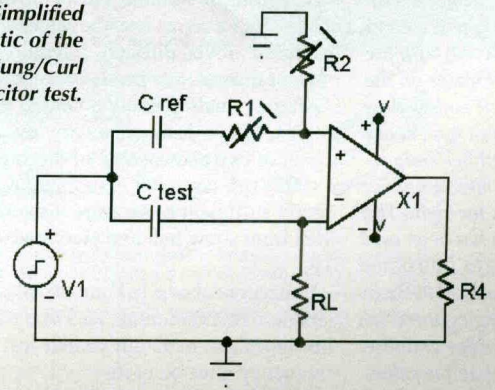 Simplified
tic of the
ung/Curl
citor test.
R2
C ref
R1
V
+
+
C test
X1
−
−
V
+
V1
−
RL
R4